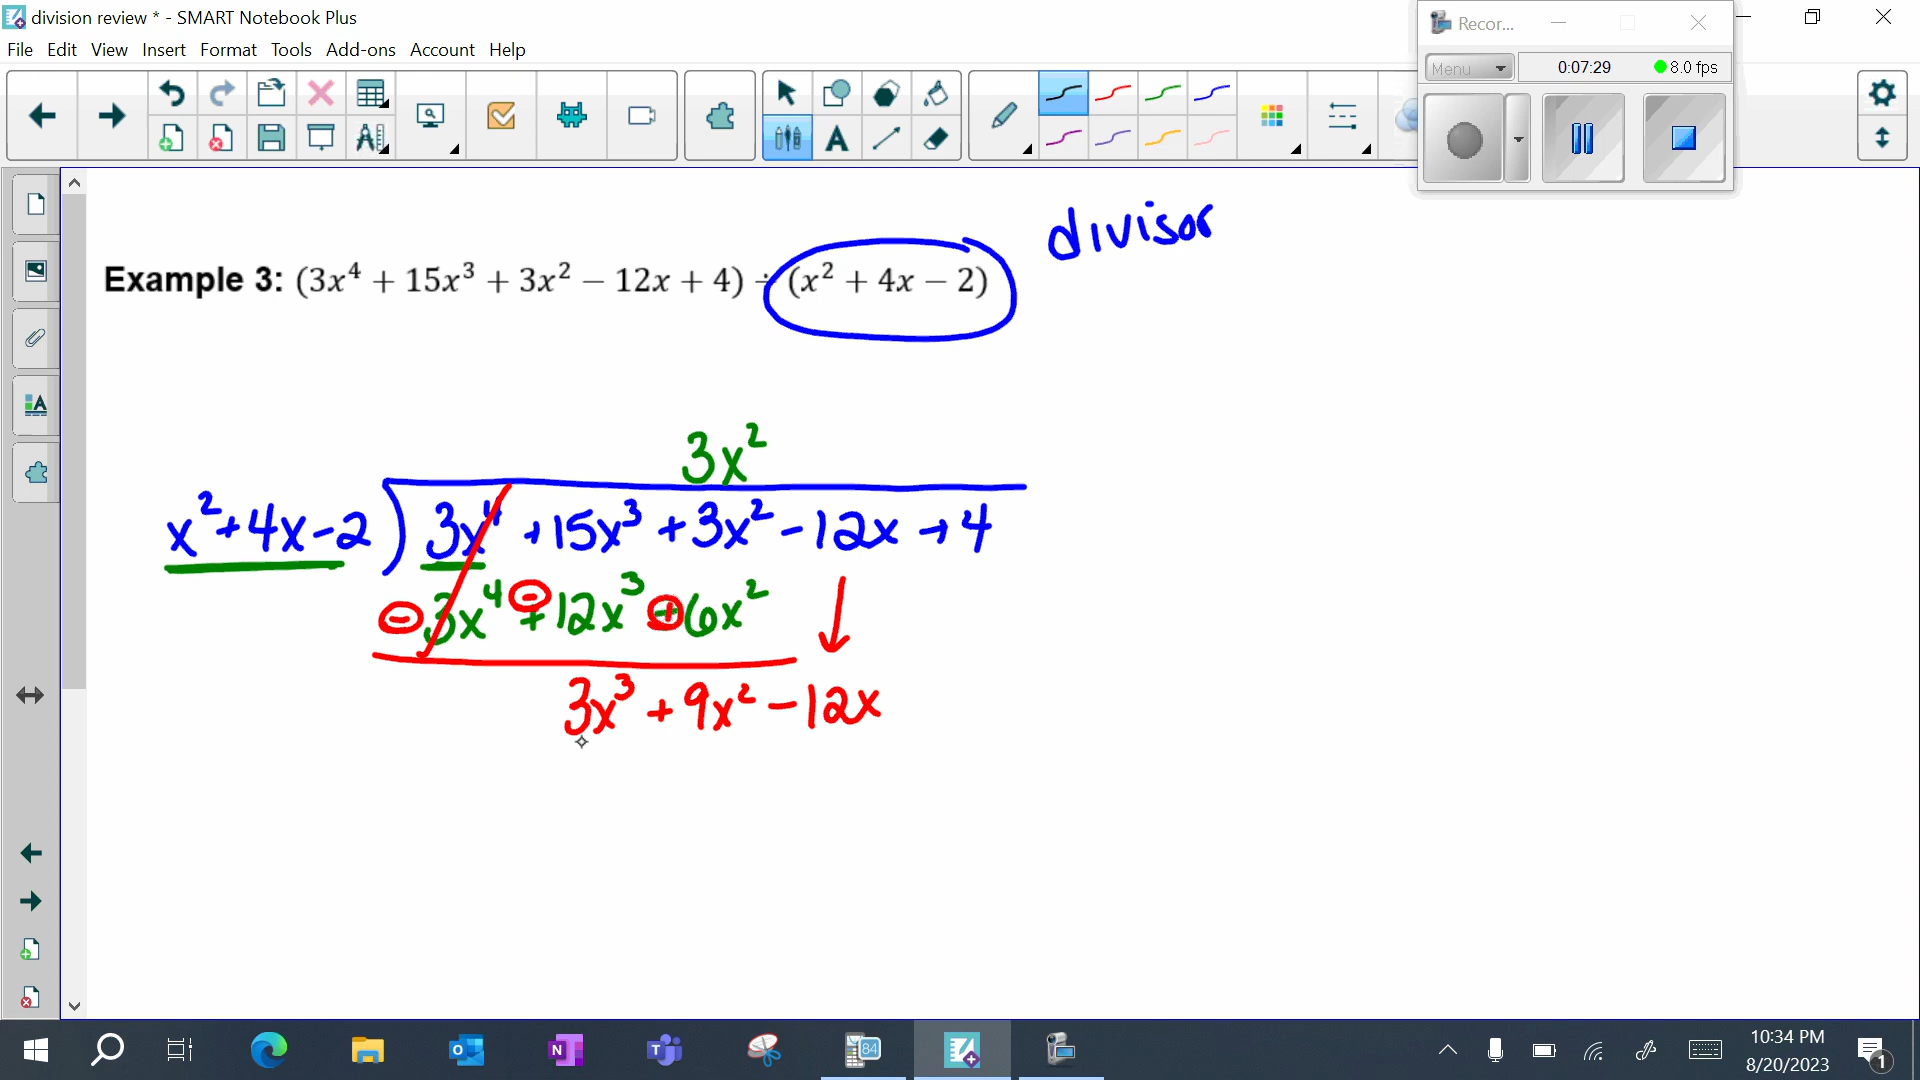 division review * - SMART Notebook Plus
File Edit View Insert Format Tools Add-ons Account Help
Recor...
Menu 0:07:29 8.0 fps
divisor
Example 3: (3x⁴ + 15x³ + 3x² − 12x + 4) ÷ (x² + 4x − 2)
3x²
x²+4x-2 ) 3x⁴ +15x³ +3x² -12x +4
- 3x⁴ - + 12x³ + - 6x²
3x³ + 9x² - 12x
84
10:34 PM
8/20/2023
1